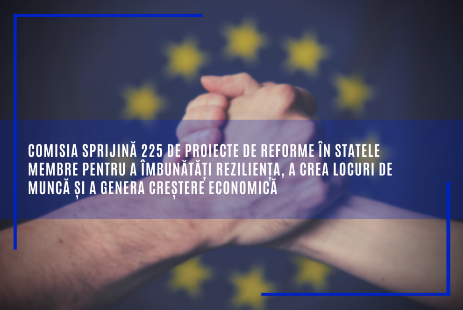 COMISIA SPRIJINĂ 225 DE PROIECTE DE REFORME ÎN STATELE
MEMBRE PENTRU A ÎMBUNĂTĂȚI REZILIENȚA, A CREA LOCURI DE
MUNCĂ ȘI A GENERA CREȘTERE ECONOMICĂ